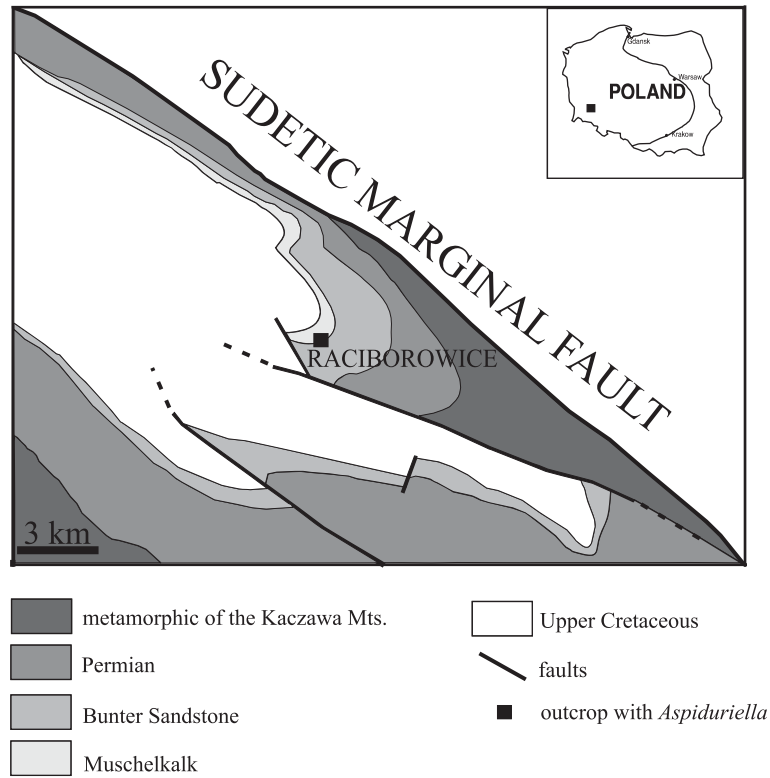 Gdansk
Warsaw
POLAND
Krakow
SUDETIC MARGINAL FAULT
RACIBOROWICE
3 km
metamorphic of the Kaczawa Mts.
Permian
Bunter Sandstone
Muschelkalk
Upper Cretaceous
faults
outcrop with Aspiduriella